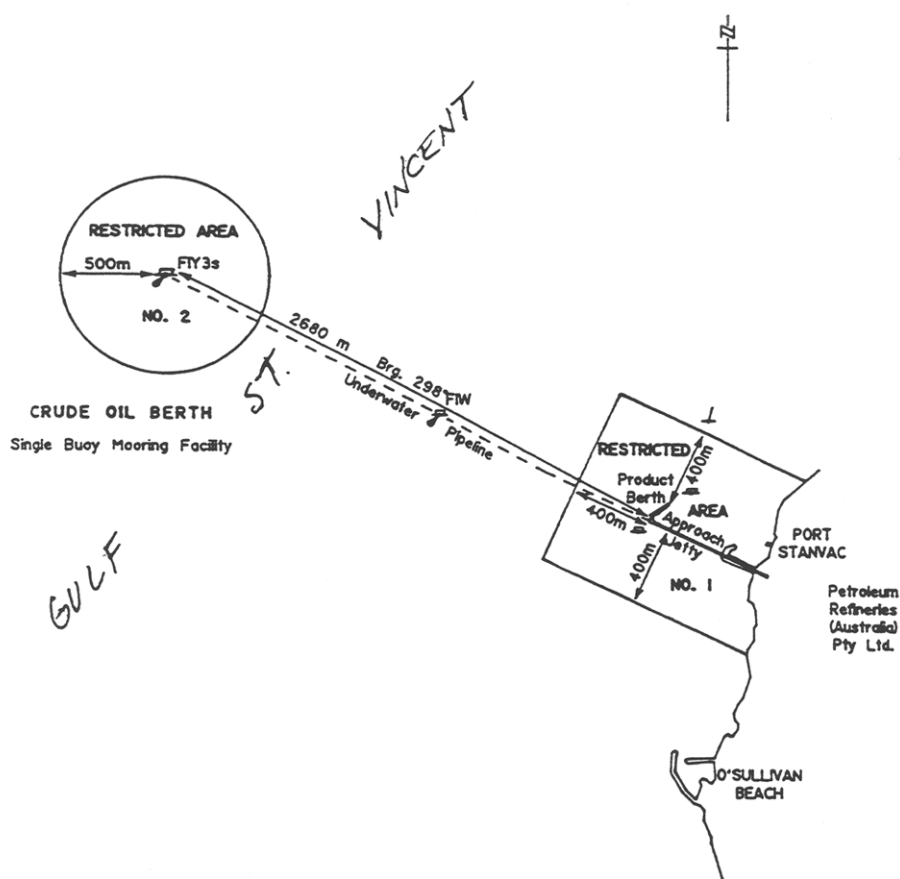 N
VINCENT
RESTRICTED AREA
500m
FlY3s
NO. 2
2680 m Brg. 298°
FlW
ST.
Underwater Pipeline
CRUDE OIL BERTH
Single Buoy Mooring Facility
RESTRICTED
400m
Product
Berth
AREA
400m
Approach
Jetty
PORT
STANVAC
400m
NO. 1
Petroleum
Refineries
(Australia)
Pty Ltd.
GULF
O'SULLIVAN
BEACH